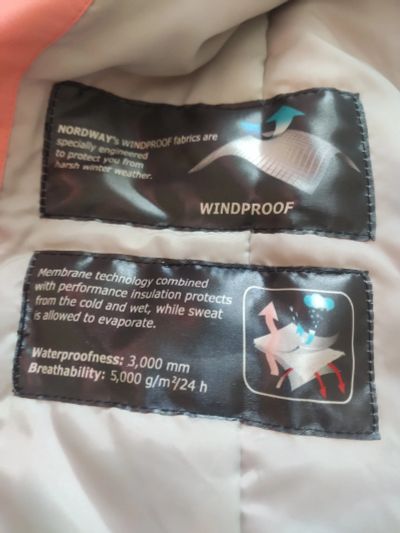 NORDWAY's WINDPROOF fabrics are
specially engineered
to protect you from
harsh winter weather.
WINDPROOF
Membrane technology combined
with performance insulation protects
from the cold and wet, while sweat
is allowed to evaporate.
Waterproofness: 3,000 mm
Breathability: 5,000 g/m²/24 h